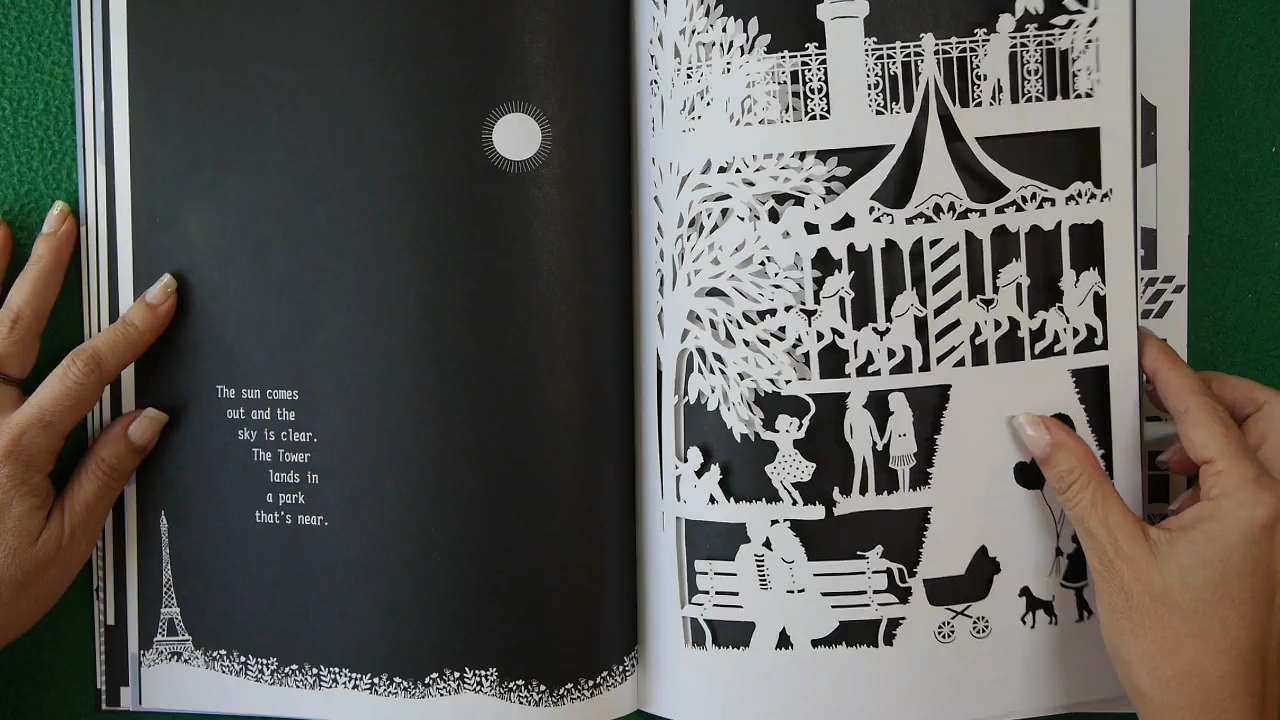 The sun comes
out and the
sky is clear.
The Tower
lands in
a park
that's near.